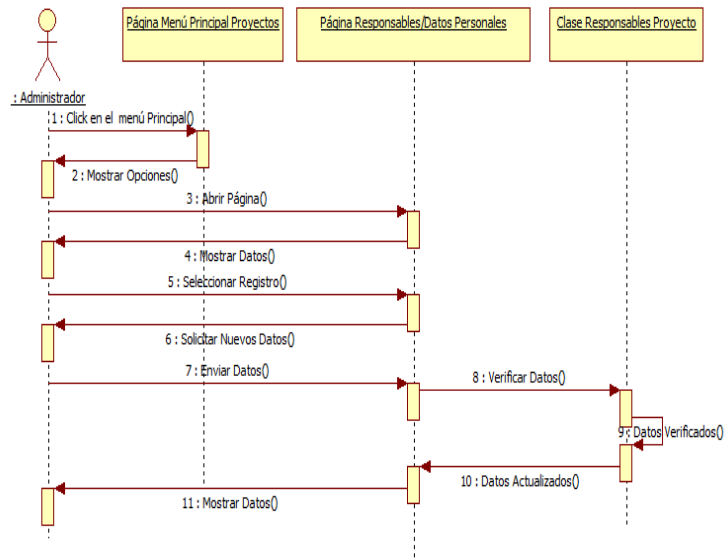 Página Menú Principal Proyectos
Página Responsables/Datos Personales
Clase Responsables Proyecto
: Administrador
1 : Click en el menú Principal()
2 : Mostrar Opciones()
3 : Abrir Página()
4 : Mostrar Datos()
5 : Seleccionar Registro()
6 : Solicitar Nuevos Datos()
7 : Enviar Datos()
8 : Verificar Datos()
9 : Datos Verificados()
10 : Datos Actualizados()
11 : Mostrar Datos()